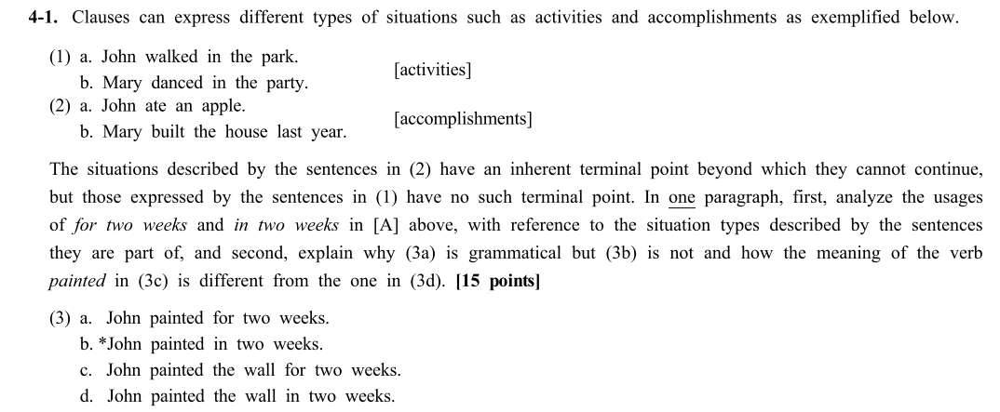 4-1. Clauses can express different types of situations such as activities and accomplishments as exemplified below.
(1) a. John walked in the park.
[activities]
b. Mary danced in the party.
(2) a. John ate an apple.
[accomplishments]
b. Mary built the house last year.
The situations described by the sentences in (2) have an inherent terminal point beyond which they cannot continue,
but those expressed by the sentences in (1) have no such terminal point. In one paragraph, first, analyze the usages
of for two weeks and in two weeks in [A] above, with reference to the situation types described by the sentences
they are part of, and second, explain why (3a) is grammatical but (3b) is not and how the meaning of the verb
painted in (3c) is different from the one in (3d). [15 points]
(3) a. John painted for two weeks.
b. *John painted in two weeks.
c. John painted the wall for two weeks.
d. John painted the wall in two weeks.